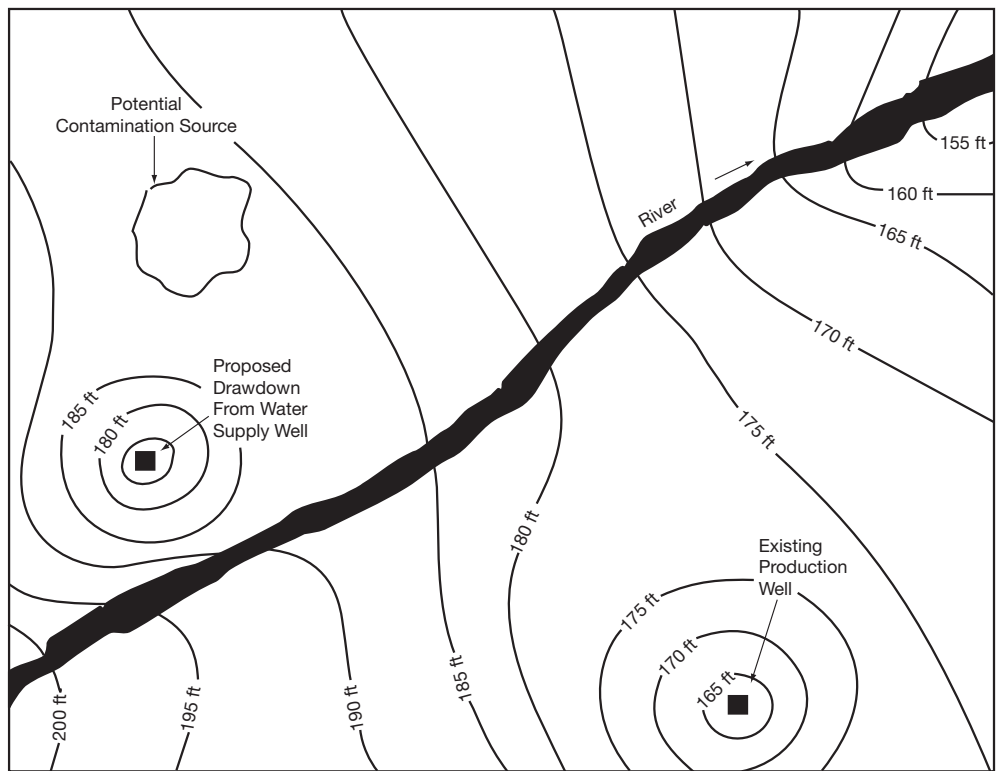 Potential
Contamination Source
155 ft
160 ft
River
165 ft
170 ft
Proposed
Drawdown
From Water
Supply Well
185 ft
180 ft
175 ft
180 ft
Existing
Production
Well
175 ft
170 ft
165 ft
200 ft
195 ft
190 ft
185 ft